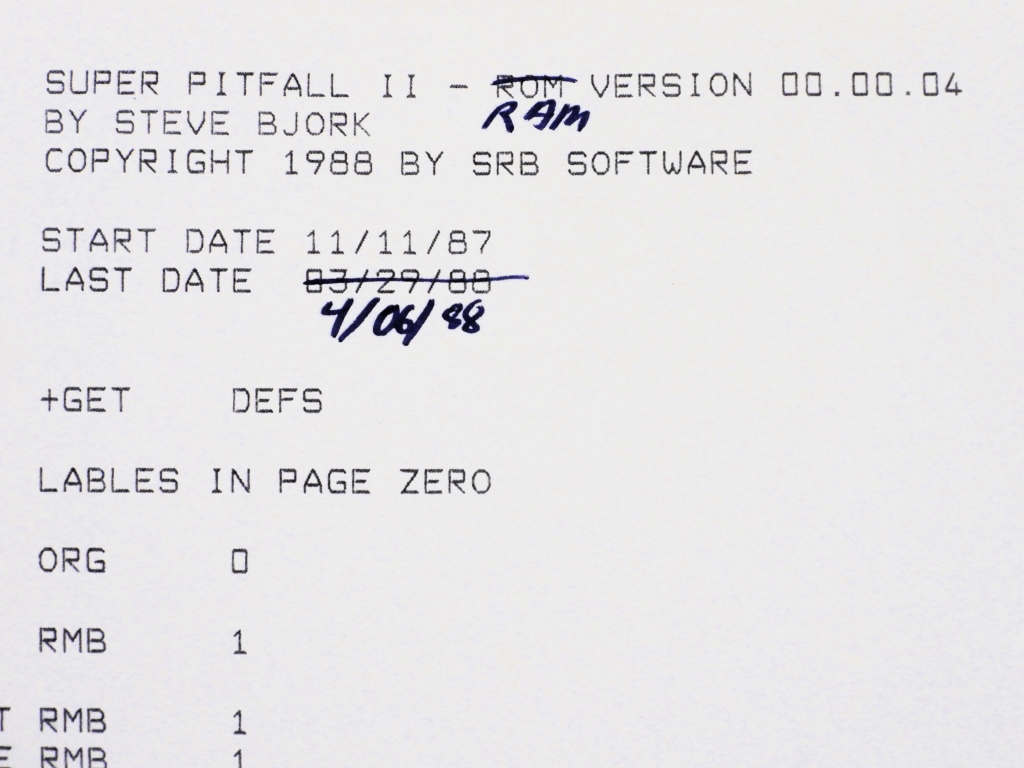 SUPER PITFALL II - ROM VERSION 00.00.04
RAM
BY STEVE BJORK
COPYRIGHT 1988 BY SRB SOFTWARE
START DATE 11/11/87
LAST DATE 03/29/88
4/06/88
+GET DEFS
LABLES IN PAGE ZERO
ORG 0
RMB 1
T RMB 1
E RMB 1